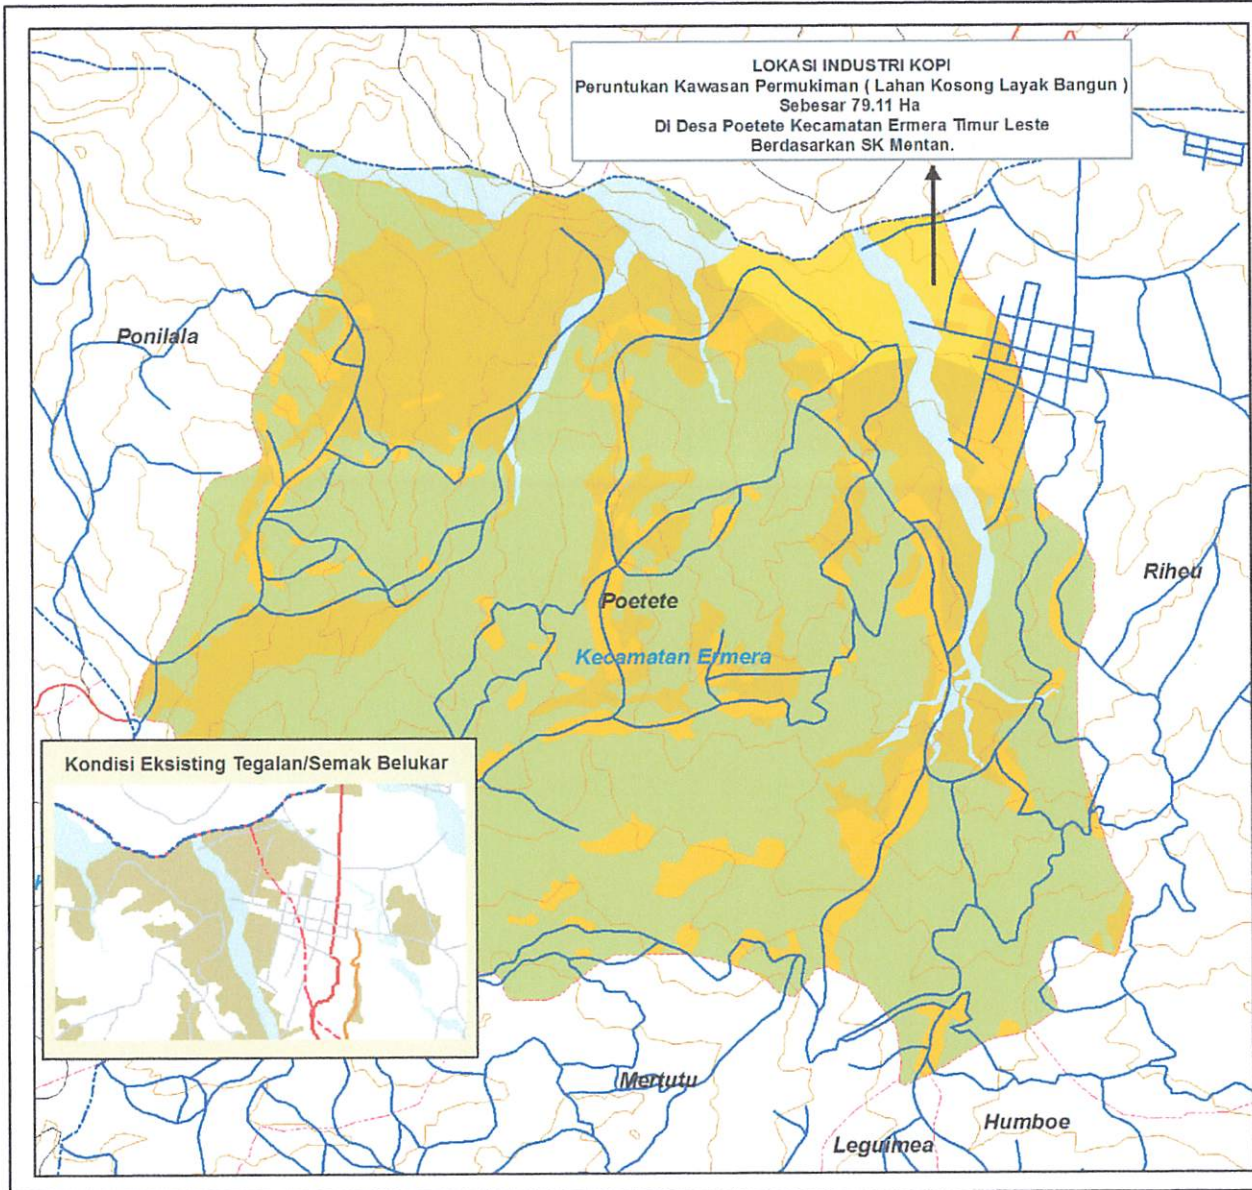 LOKASI INDUSTRI KOPI
Peruntukan Kawasan Permukiman ( Lahan Kosong Layak Bangun )
Sebesar 79.11 Ha
Di Desa Poetete Kecamatan Ermera Timur Leste
Berdasarkan SK Mentan.
Ponilala
Riheu
Poetete
Kecamatan Ermera
Kondisi Eksisting Tegalan/Semak Belukar
Mertutu
Humboe
Leguimea